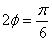 2ϕ = π/6